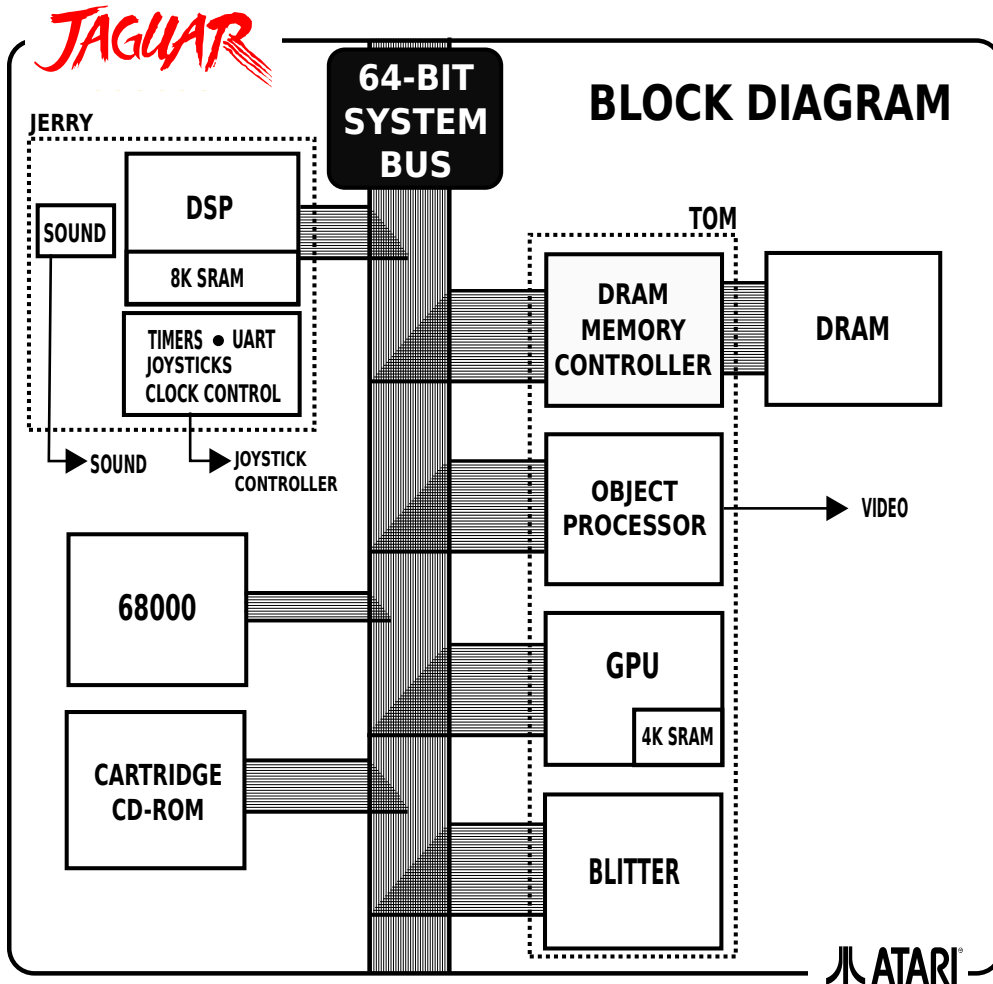 JAGUAR
64-BIT
SYSTEM
BUS
BLOCK DIAGRAM
JERRY
DSP
SOUND
8K SRAM
TIMERS ● UART
JOYSTICKS
CLOCK CONTROL
SOUND
JOYSTICK
CONTROLLER
68000
CARTRIDGE
CD-ROM
TOM
DRAM
MEMORY
CONTROLLER
DRAM
OBJECT
PROCESSOR
VIDEO
GPU
4K SRAM
BLITTER
ATARI®